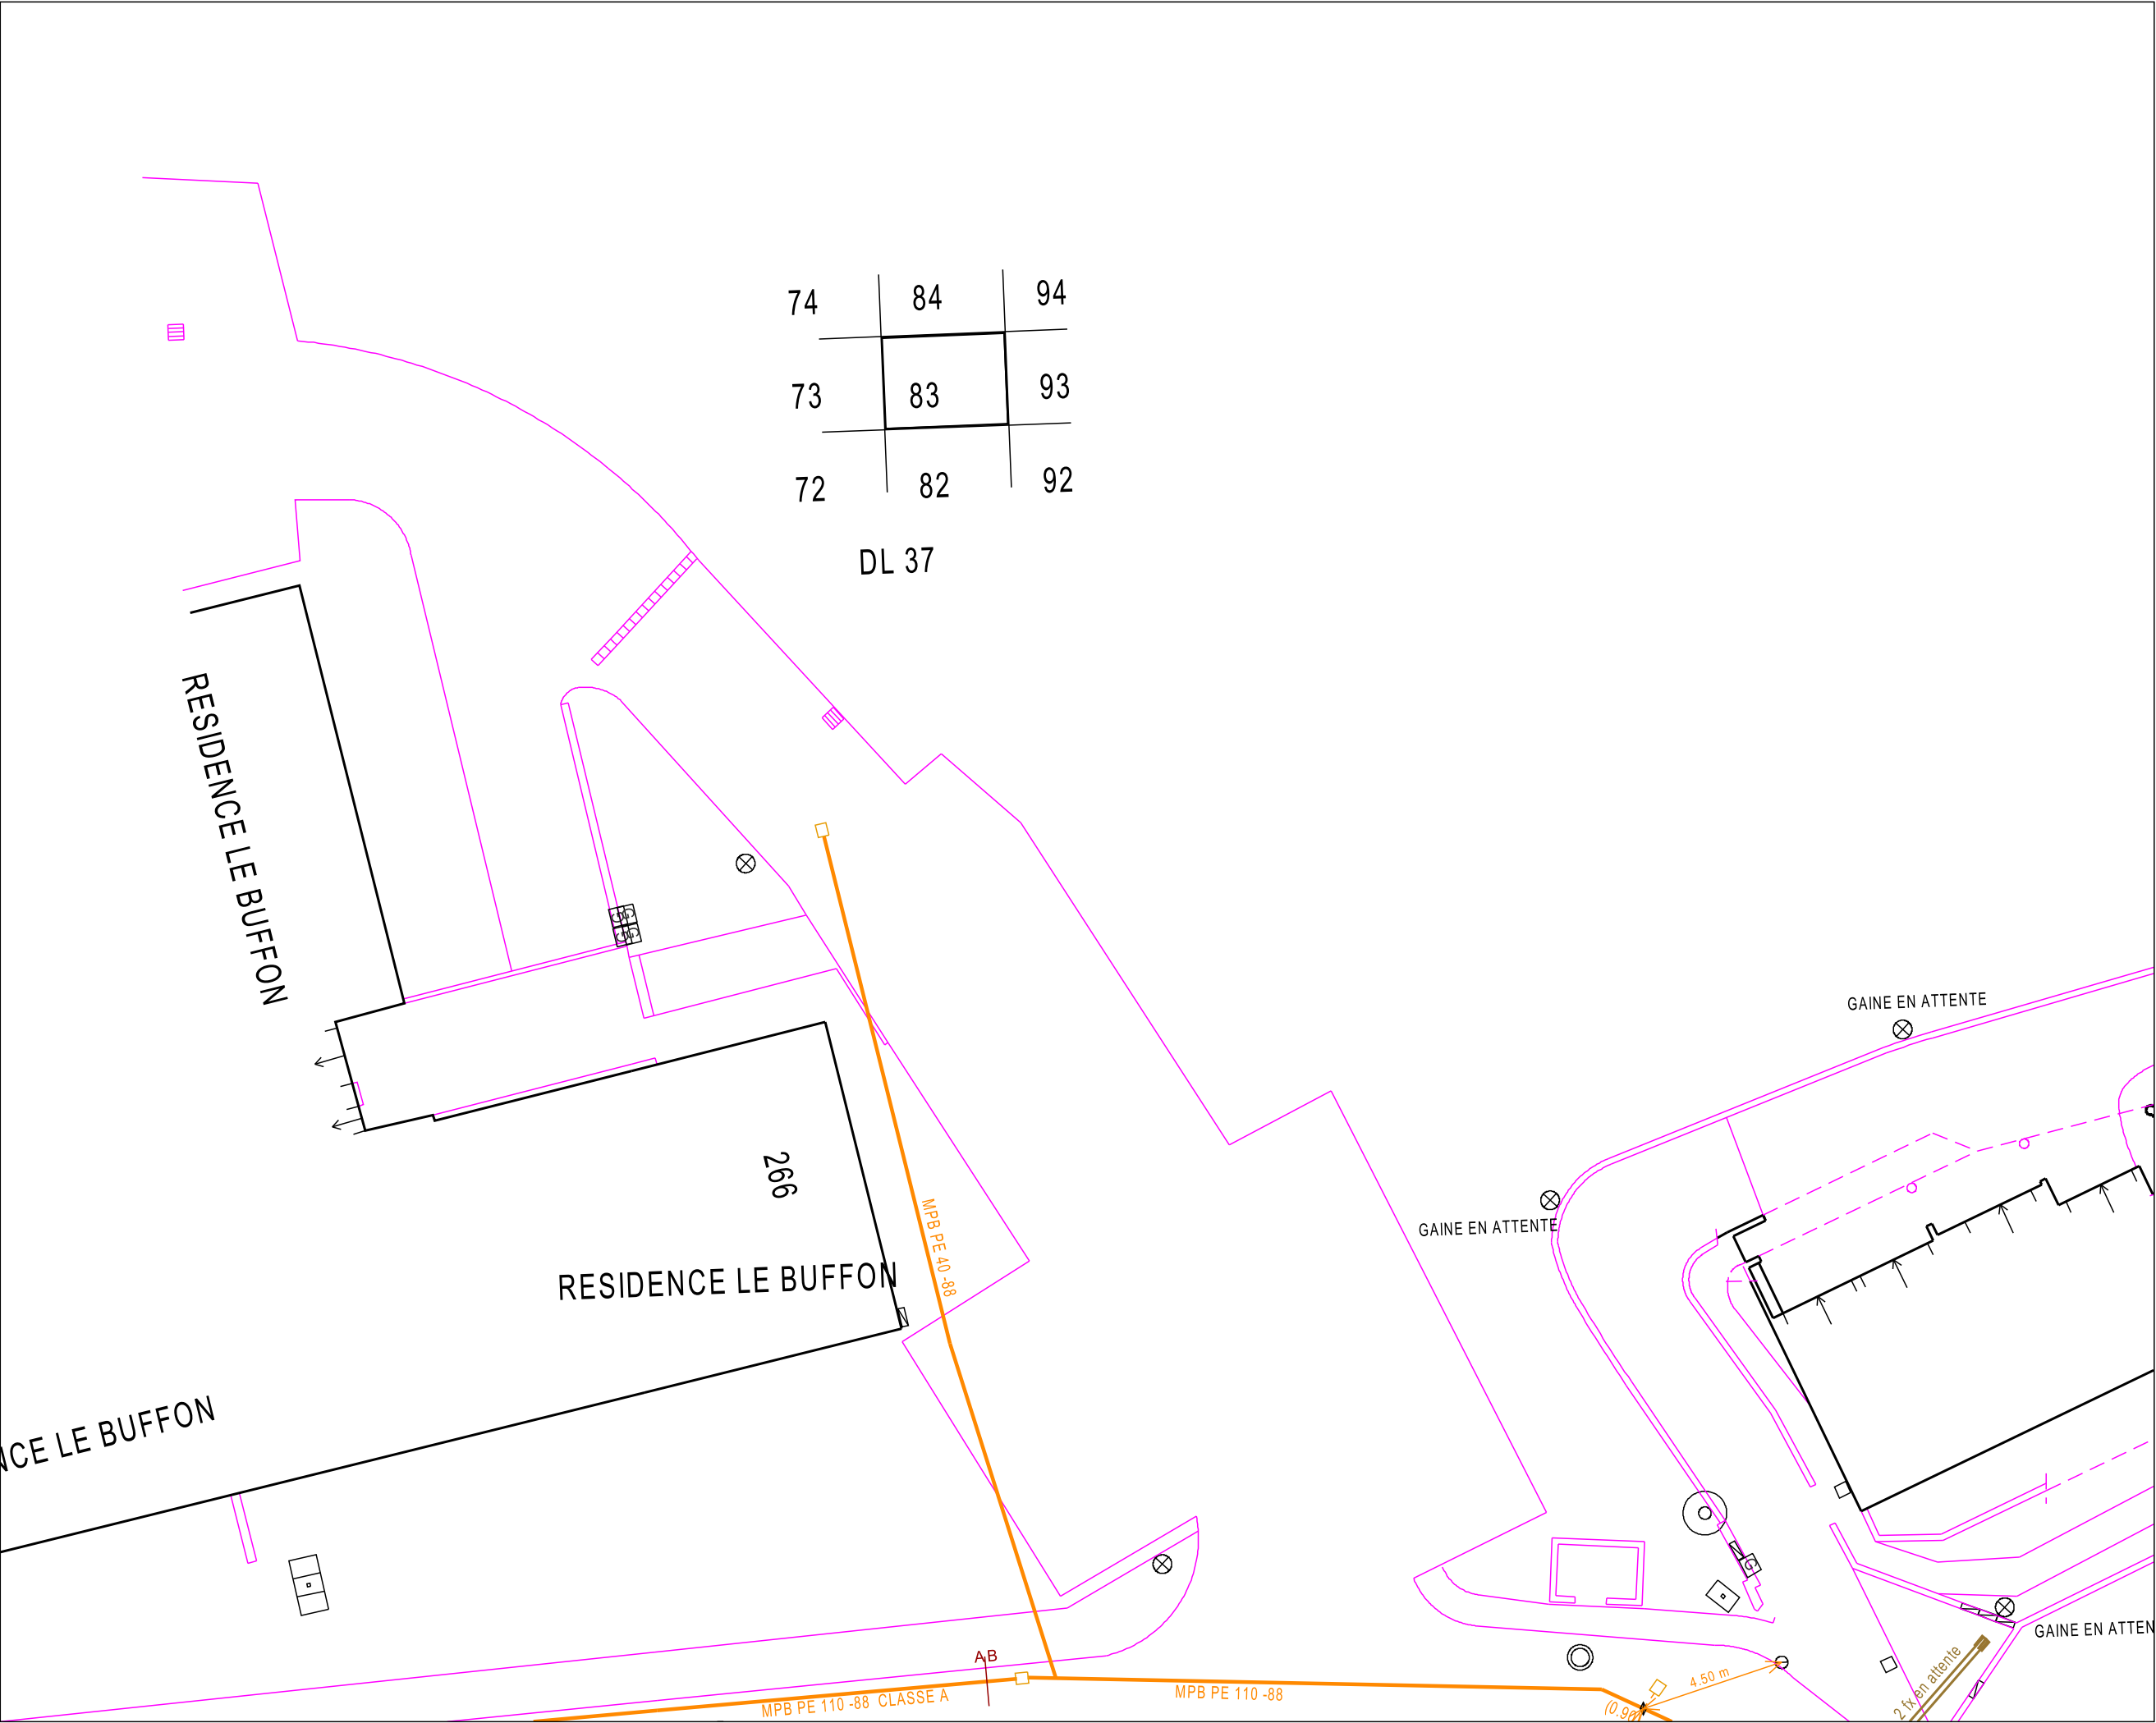 74 84 94
73 83 93
72 82 92
DL 37
RESIDENCE LE BUFFON
G G
G G
GAINE EN ATTENTE
266
MPB PE 40 -88
GAINE EN ATTENTE
RESIDENCE LE BUFFON
NCE LE BUFFON
G
GAINE EN ATTEN
A,B
2 fx en attente
4.50 m
MPB PE 110 -88 CLASSE A
MPB PE 110 -88